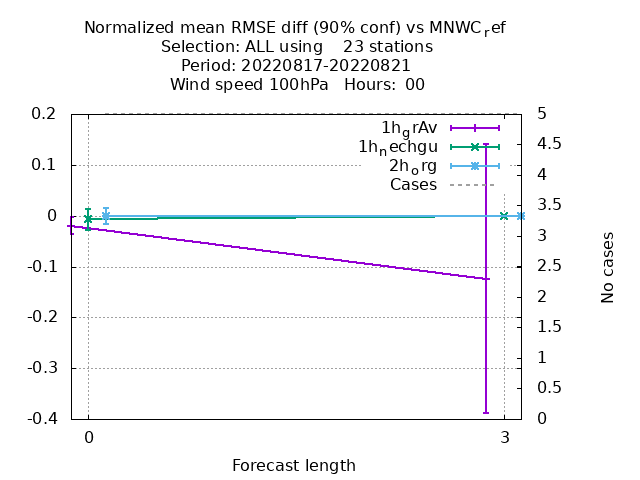 Normalized mean RMSE diff (90% conf) vs MNWC_ref
Selection: ALL using    23 stations
Period: 20220817-20220821
Wind speed 100hPa   Hours: 00
1h_grAv
1h_nechgu
2h_org
Cases
0.2
0.1
0
-0.1
-0.2
-0.3
-0.4
5
4.5
4
3.5
3
2.5
2
1.5
1
0.5
0
No cases
0
3
Forecast length